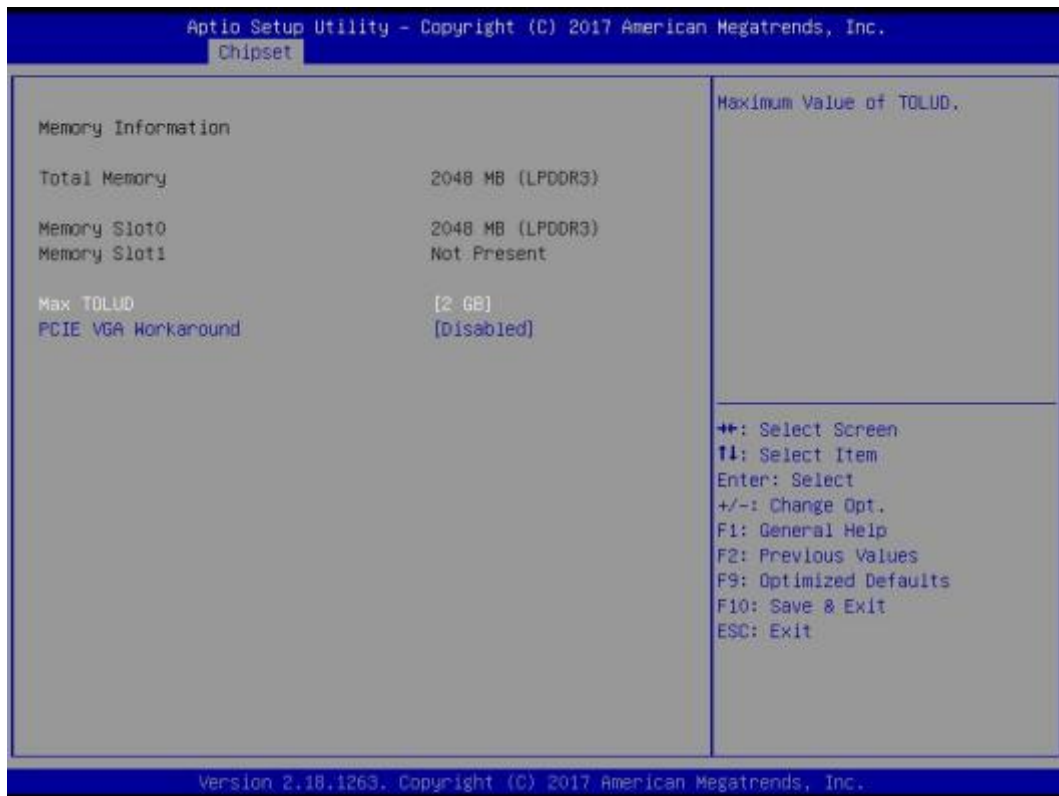 Aptio Setup Utility – Copyright (C) 2017 American Megatrends, Inc.
Chipset
Memory Information
Total Memory 2048 MB (LPDDR3)
Memory Slot0 2048 MB (LPDDR3)
Memory Slot1 Not Present
Max TOLUD [2 GB]
PCIE VGA Workaround [Disabled]
Maximum Value of TOLUD.
→←: Select Screen
↑↓: Select Item
Enter: Select
+/-: Change Opt.
F1: General Help
F2: Previous Values
F9: Optimized Defaults
F10: Save & Exit
ESC: Exit
Version 2.18.1263. Copyright (C) 2017 American Megatrends, Inc.